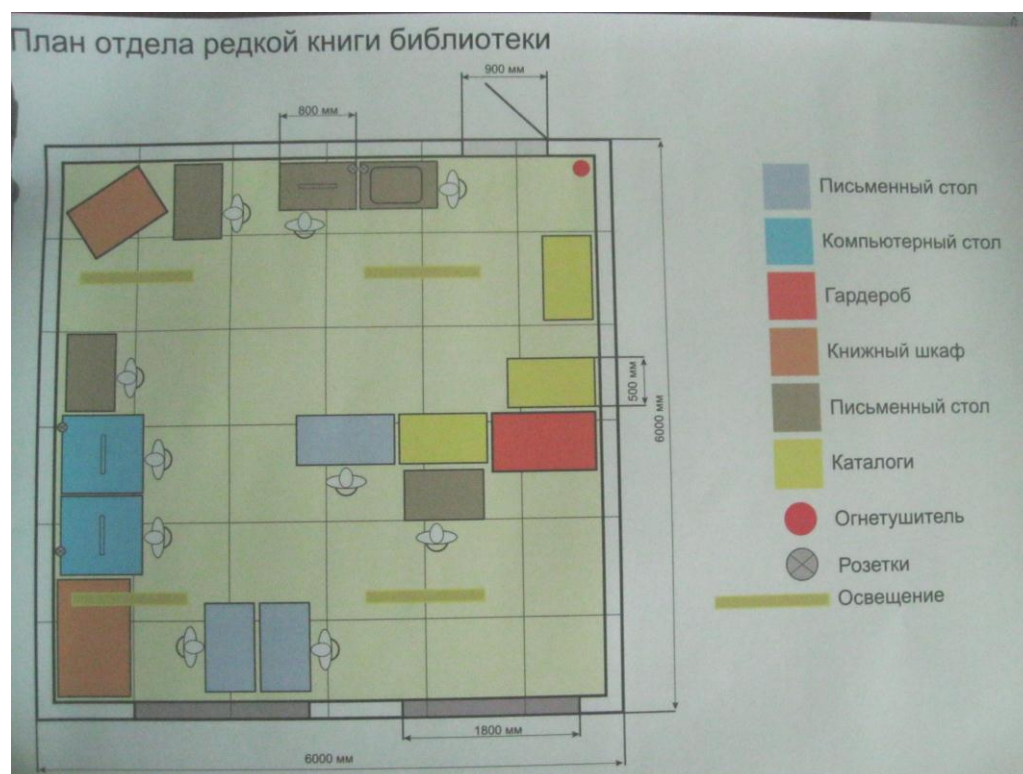 План отдела редкой книги библиотеки
900 мм
800 мм
Письменный стол
Компьютерный стол
Гардероб
Книжный шкаф
500 мм
6000 мм
Письменный стол
Каталоги
Огнетушитель
Розетки
Освещение
1800 мм
6000 мм